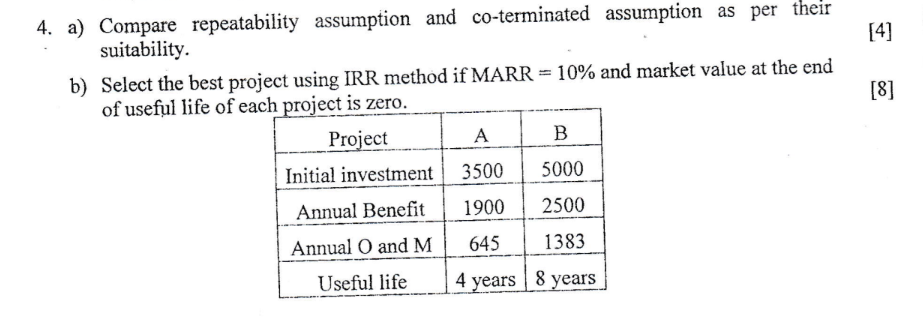 4. a) Compare repeatability assumption and co-terminated assumption as per their
suitability. [4]
b) Select the best project using IRR method if MARR = 10% and market value at the end
of useful life of each project is zero. [8]
Project A B
Initial investment 3500 5000
Annual Benefit 1900 2500
Annual O and M 645 1383
Useful life 4 years 8 years